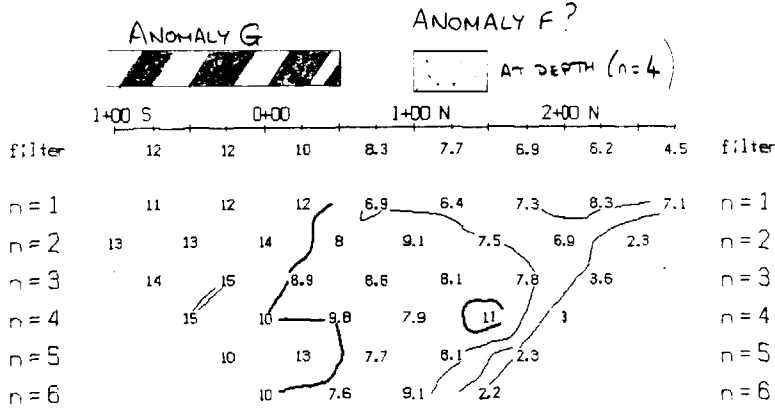 ANOMALY G ANOMALY F?
AT DEPTH (n=4)
1+00 S 0+00 1+00 N 2+00 N
filter 12 12 10 8.3 7.7 6.9 6.2 4.5 filter
n=1 11 12 12 6.9 6.4 7.3 8.3 7.1 n=1
n=2 13 13 14 8 9.1 7.5 6.9 2.3 n=2
n=3 14 15 8.9 8.6 8.1 7.8 3.6 n=3
n=4 15 10 9.8 7.9 11 n=4
n=5 10 13 7.7 8.1 2.3 n=5
n=6 10 7.6 9.1 2.2 n=6